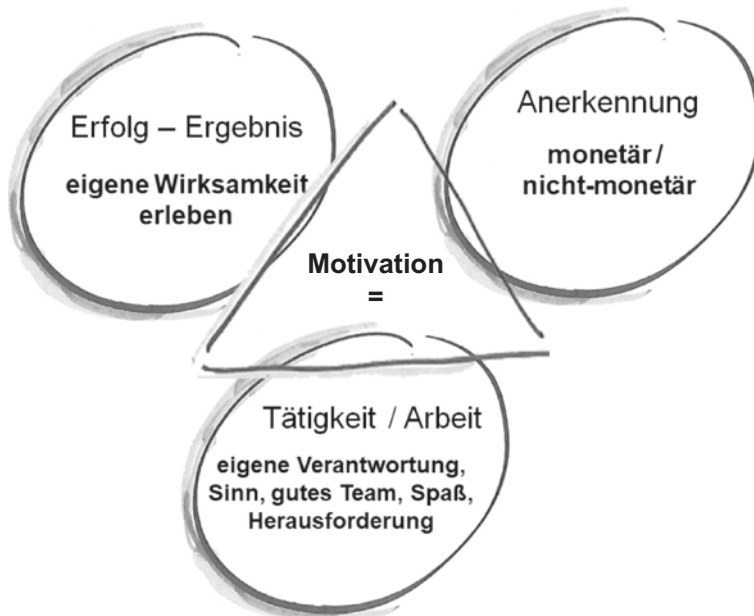 Erfolg – Ergebnis
eigene Wirksamkeit
erleben
Anerkennung
monetär /
nicht-monetär
Motivation
=
Tätigkeit / Arbeit
eigene Verantwortung,
Sinn, gutes Team, Spaß,
Herausforderung